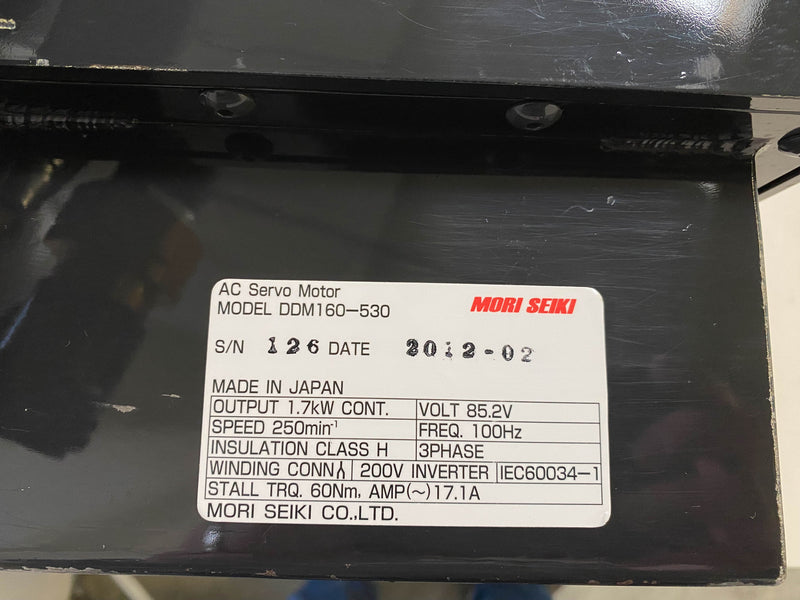 AC Servo Motor
MORI SEIKI
MODEL DDM160-530
S/N 126 DATE 2012-02
MADE IN JAPAN
OUTPUT 1.7kW CONT. VOLT 85.2V
SPEED 250min⁻¹ FREQ. 100Hz
INSULATION CLASS H 3PHASE
WINDING CONN 200V INVERTER IEC60034-1
STALL TRQ. 60Nm, AMP(~)17.1A
MORI SEIKI CO.,LTD.